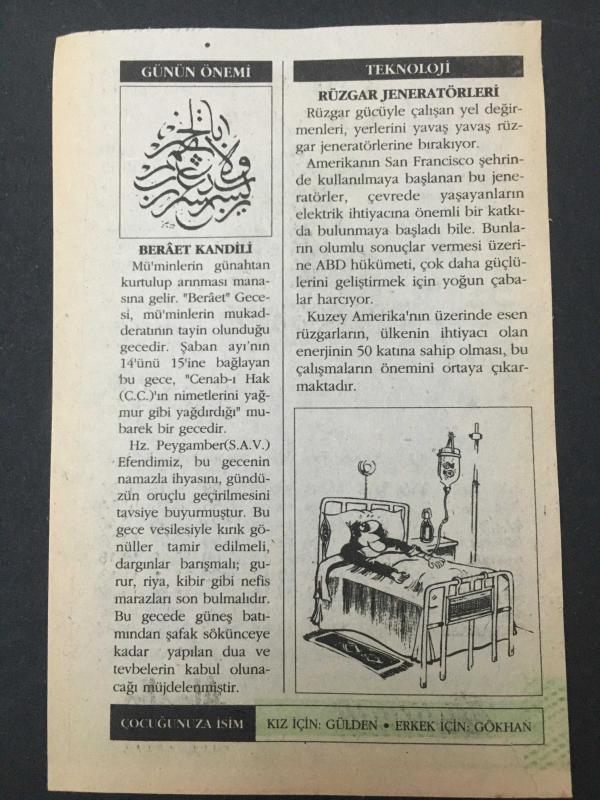 GÜNÜN ÖNEMİ
BERÂET KANDİLİ
Mü'minlerin günahtan
kurtulup arınması mana-
sına gelir. "Berâet" Gece-
si, mü'minlerin mukad-
deratının tayin olunduğu
gecedir. Şaban ayı'nın
14'ünü 15'ine bağlayan
bu gece, "Cenab-ı Hak
(C.C.)'ın nimetlerini yağ-
mur gibi yağdırdığı" mu-
barek bir gecedir.
Hz. Peygamber(S.A.V.)
Efendimiz, bu gecenin
namazla ihyasını, gündü-
zün oruçlu geçirilmesini
tavsiye buyurmuştur. Bu
gece vesilesiyle kırık gö-
nüller tamir edilmeli,
dargınlar barışmalı; gu-
rur, riya, kibir gibi nefis
marazları son bulmalıdır.
Bu gecede güneş batı-
mından şafak sökünceye
kadar yapılan dua ve
tevbelerin kabul oluna-
cağı müjdelenmiştir.
TEKNOLOJİ
RÜZGAR JENERATÖRLERİ
Rüzgar gücüyle çalışan yel değir-
menleri, yerlerini yavaş yavaş rüz-
gar jeneratörlerine bırakıyor.
Amerikanın San Francisco şehrin-
de kullanılmaya başlanan bu jene-
ratörler, çevrede yaşayanların
elektrik ihtiyacına önemli bir katkı-
da bulunmaya başladı bile. Bunla-
rın olumlu sonuçlar vermesi üzeri-
ne ABD hükümeti, çok daha güçlü-
lerini geliştirmek için yoğun çaba-
lar harcıyor.
Kuzey Amerika'nın üzerinde esen
rüzgarların, ülkenin ihtiyacı olan
enerjinin 50 katına sahip olması, bu
çalışmaların önemini ortaya çıkar-
maktadır.
ÇOCUĞUNUZA İSİM
KIZ İÇİN: GÜLDEN • ERKEK İÇİN: GÖKHAN